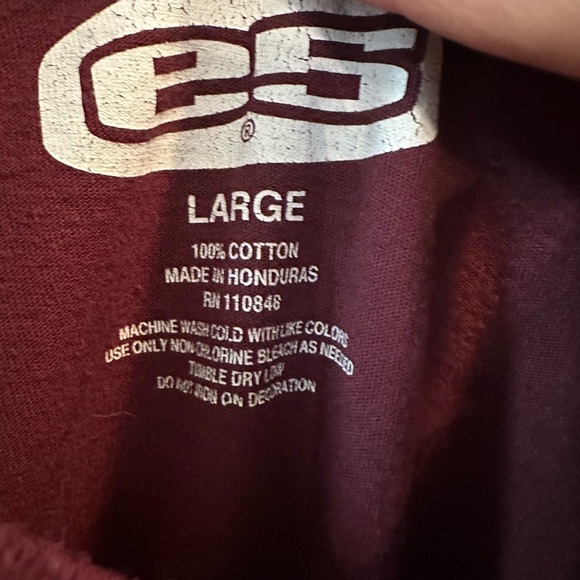 es
®
LARGE
100% COTTON
MADE IN HONDURAS
RN 110846
MACHINE WASH COLD WITH LIKE COLORS
USE ONLY NON-CHLORINE BLEACH AS NEEDED
TUMBLE DRY LOW
DO NOT IRON ON DECORATION